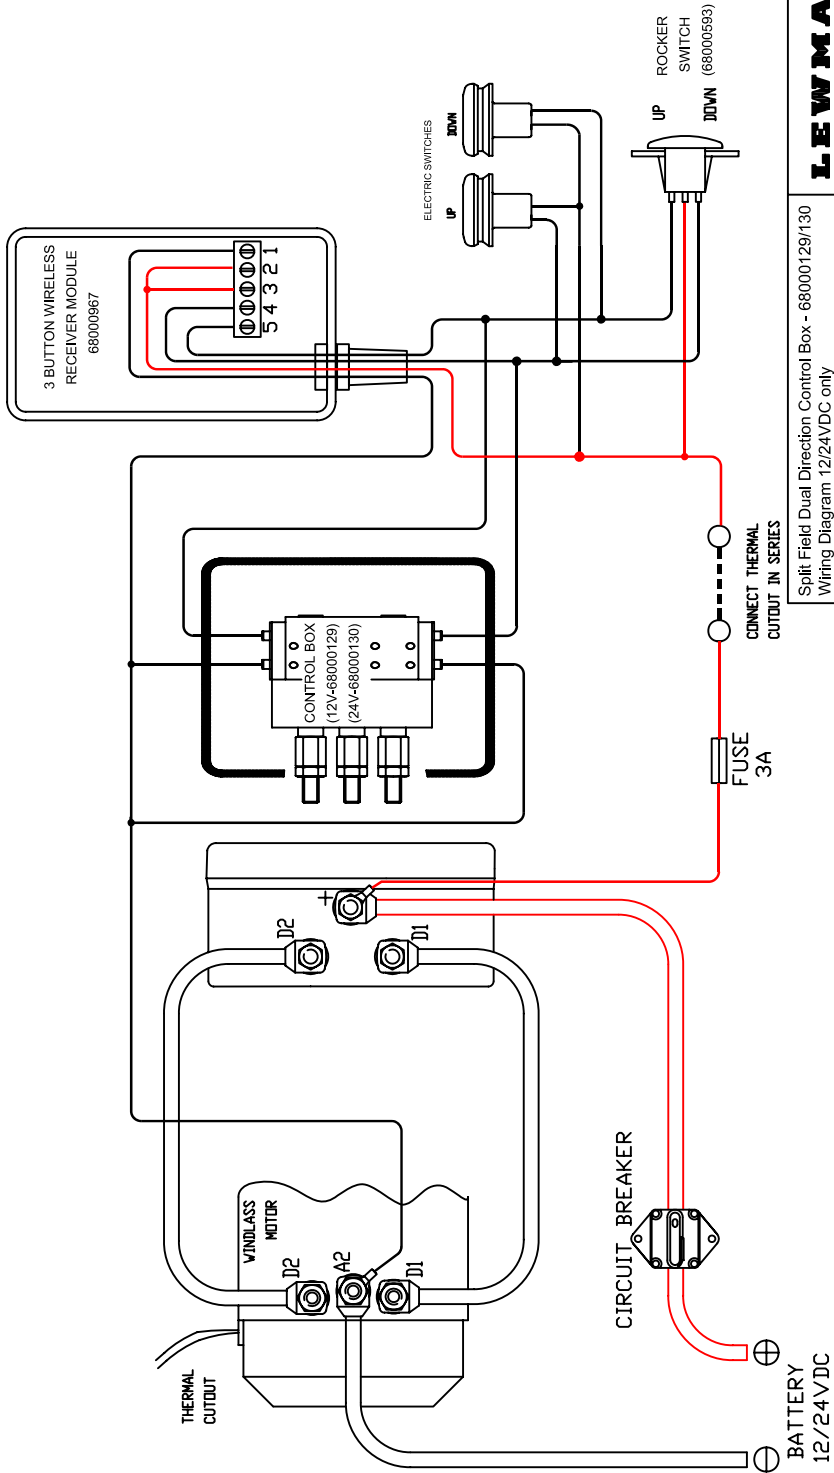 3 BUTTON WIRELESS
RECEIVER MODULE
68000967
5 4 3 2 1
ELECTRIC SWITCHES
UP
DOWN
ROCKER
SWITCH
(68000593)
UP
DOWN
CONTROL BOX
(12V-68000129)
(24V-68000130)
CONNECT THERMAL
CUTOUT IN SERIES
FUSE
3A
+
D2
D1
WINDLASS
MOTOR
D2
A2
D1
THERMAL
CUTOUT
CIRCUIT BREAKER
BATTERY
12/24VDC
Split Field Dual Direction Control Box - 68000129/130
Wiring Diagram 12/24VDC only
LEWMA